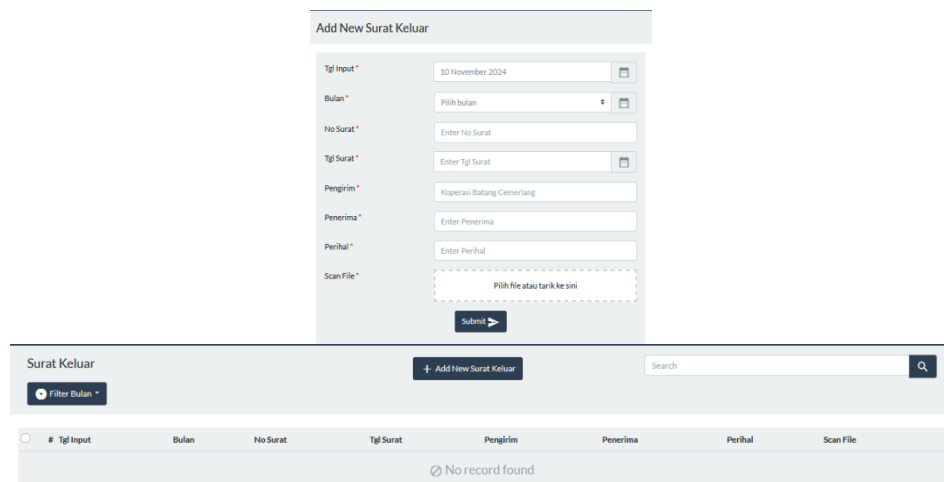 Add New Surat Keluar
Tgl Input *
10 November 2024
Bulan *
Pilih bulan
No Surat *
Enter No Surat
Tgl Surat *
Enter Tgl Surat
Pengirim *
Koperasi Batang Cemerlang
Penerima *
Enter Penerima
Perihal *
Enter Perihal
Scan File *
Pilih file atau tarik ke sini
Submit
Surat Keluar
+ Add New Surat Keluar
Search
Filter Bulan
# Tgl Input Bulan No Surat Tgl Surat Pengirim Penerima Perihal Scan File
No record found